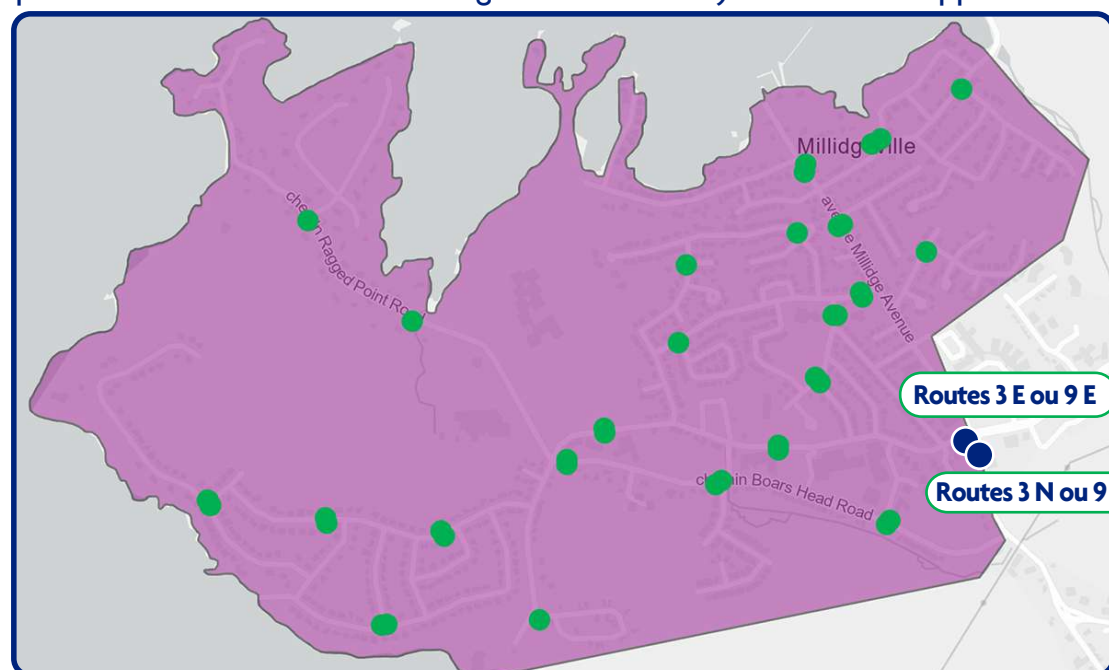 Millidgeville
chemin Ragged Point Road
avenue Millidge Avenue
Routes 3 E ou 9 E
Routes 3 N ou 9
chemin Boars Head Road